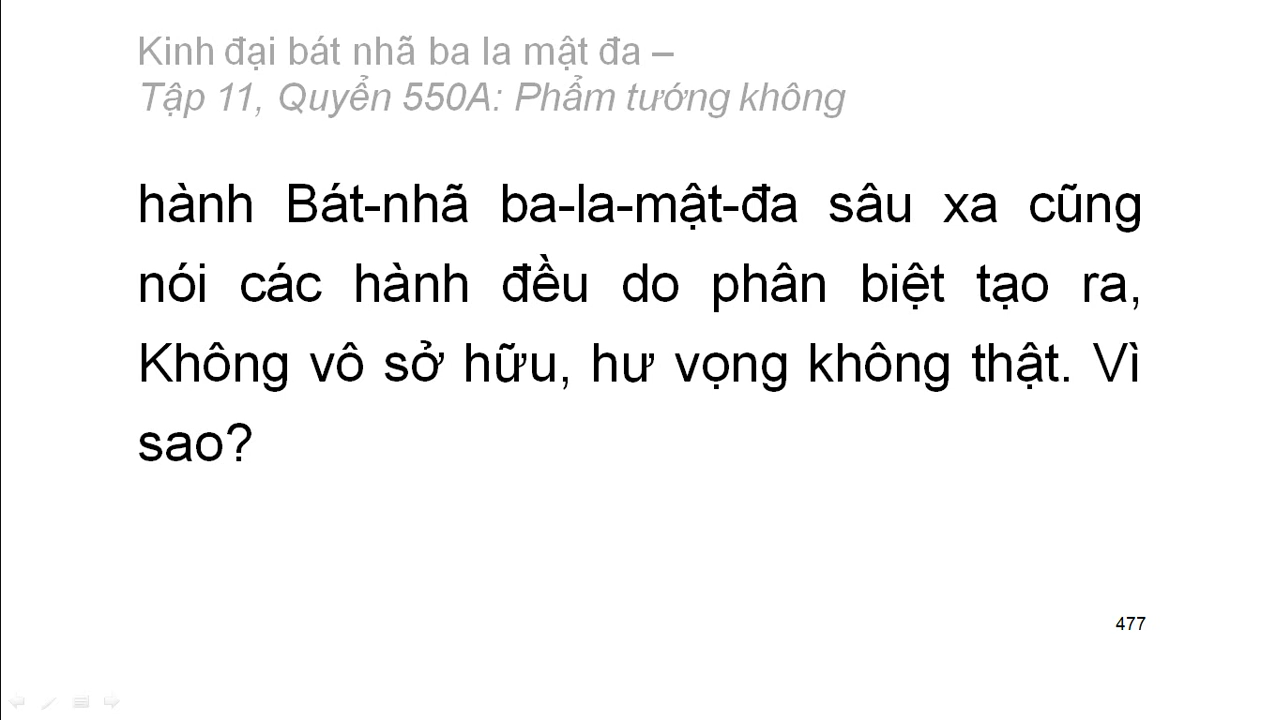 Kinh đại bát nhã ba la mật đa –
Tập 11, Quyển 550A: Phẩm tướng không
hành Bát-nhã ba-la-mật-đa sâu xa cũng
nói các hành đều do phân biệt tạo ra,
Không vô sở hữu, hư vọng không thật. Vì
sao?
477